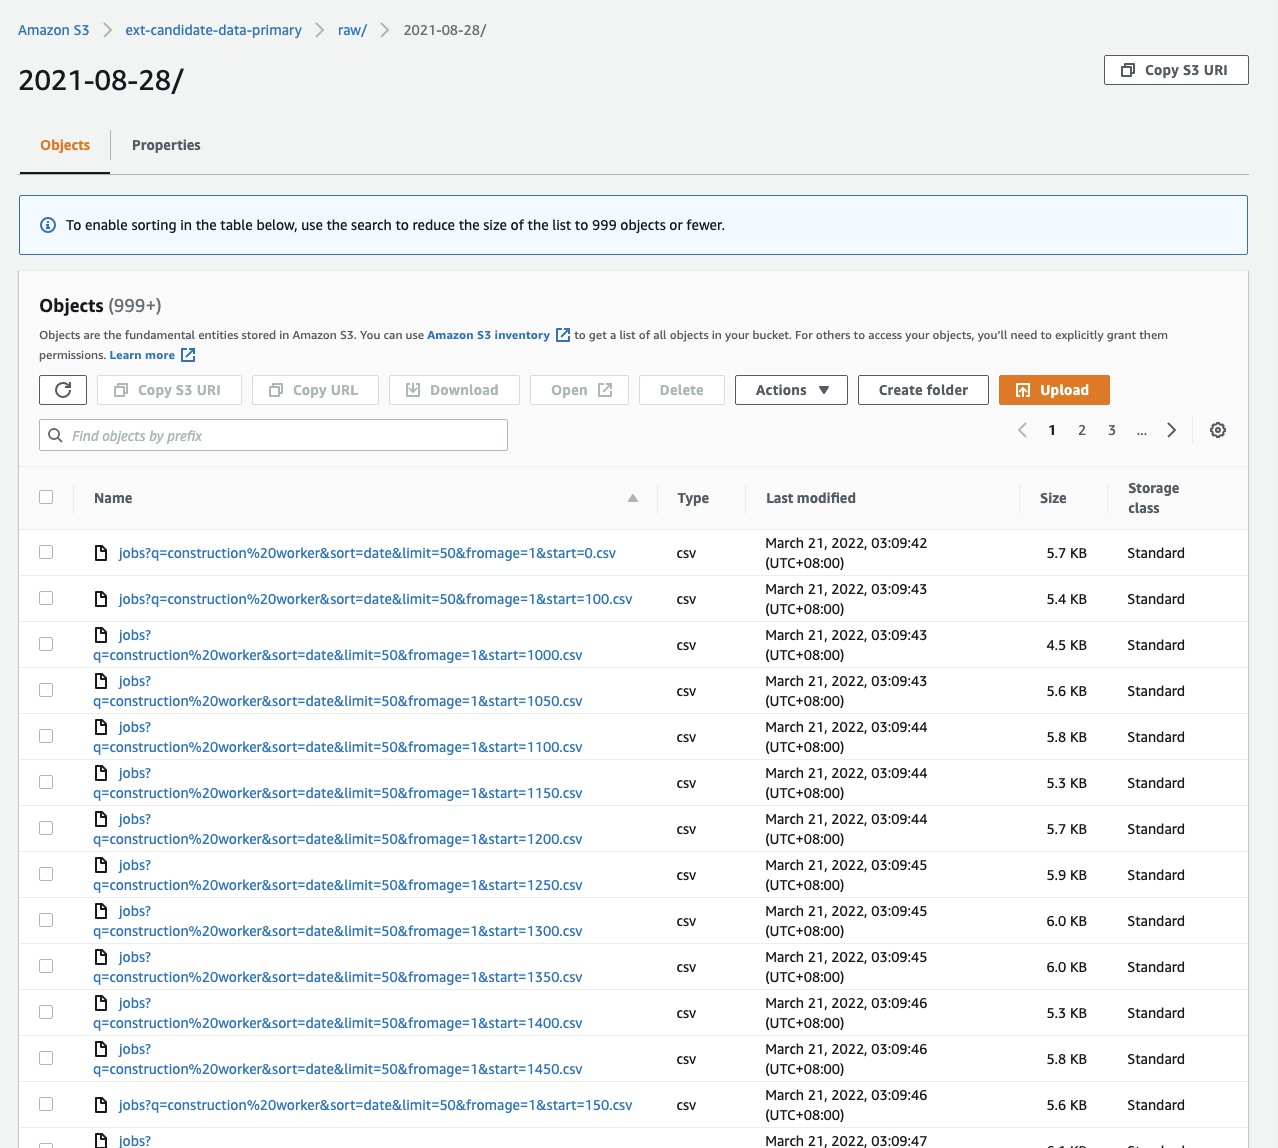 Amazon S3 > ext-candidate-data-primary > raw/ > 2021-08-28/
2021-08-28/
Copy S3 URI
Objects
Properties
To enable sorting in the table below, use the search to reduce the size of the list to 999 objects or fewer.
Objects (999+)
Objects are the fundamental entities stored in Amazon S3. You can use Amazon S3 inventory to get a list of all objects in your bucket. For others to access your objects, you'll need to explicitly grant them
permissions. Learn more
Copy S3 URI Copy URL Download Open Delete Actions Create folder Upload
Find objects by prefix
1 2 3 ...
Name Type Last modified Size Storage
class
jobs?q=construction%20worker&sort=date&limit=50&fromage=1&start=0.csv csv March 21, 2022, 03:09:42 5.7 KB Standard
(UTC+08:00)
jobs?q=construction%20worker&sort=date&limit=50&fromage=1&start=100.csv csv March 21, 2022, 03:09:43 5.4 KB Standard
(UTC+08:00)
jobs? csv March 21, 2022, 03:09:43 4.5 KB Standard
q=construction%20worker&sort=date&limit=50&fromage=1&start=1000.csv (UTC+08:00)
jobs? csv March 21, 2022, 03:09:43 5.6 KB Standard
q=construction%20worker&sort=date&limit=50&fromage=1&start=1050.csv (UTC+08:00)
jobs? csv March 21, 2022, 03:09:44 5.8 KB Standard
q=construction%20worker&sort=date&limit=50&fromage=1&start=1100.csv (UTC+08:00)
jobs? csv March 21, 2022, 03:09:44 5.3 KB Standard
q=construction%20worker&sort=date&limit=50&fromage=1&start=1150.csv (UTC+08:00)
jobs? csv March 21, 2022, 03:09:44 5.7 KB Standard
q=construction%20worker&sort=date&limit=50&fromage=1&start=1200.csv (UTC+08:00)
jobs? csv March 21, 2022, 03:09:45 5.9 KB Standard
q=construction%20worker&sort=date&limit=50&fromage=1&start=1250.csv (UTC+08:00)
jobs? csv March 21, 2022, 03:09:45 6.0 KB Standard
q=construction%20worker&sort=date&limit=50&fromage=1&start=1300.csv (UTC+08:00)
jobs? csv March 21, 2022, 03:09:45 6.0 KB Standard
q=construction%20worker&sort=date&limit=50&fromage=1&start=1350.csv (UTC+08:00)
jobs? csv March 21, 2022, 03:09:46 5.3 KB Standard
q=construction%20worker&sort=date&limit=50&fromage=1&start=1400.csv (UTC+08:00)
jobs? csv March 21, 2022, 03:09:46 5.8 KB Standard
q=construction%20worker&sort=date&limit=50&fromage=1&start=1450.csv (UTC+08:00)
jobs?q=construction%20worker&sort=date&limit=50&fromage=1&start=150.csv csv March 21, 2022, 03:09:46 5.6 KB Standard
(UTC+08:00)
jobs? March 21, 2022, 03:09:47